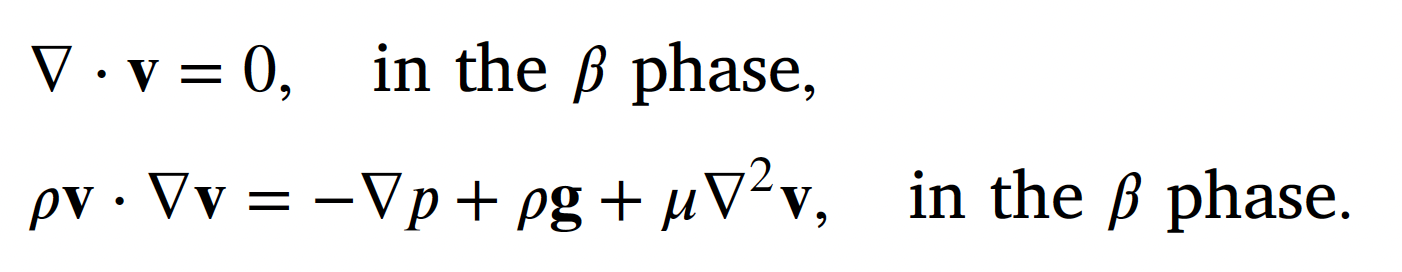 ∇ · v = 0, in the β phase,
ρv · ∇v = −∇p + ρg + μ∇²v, in the β phase.